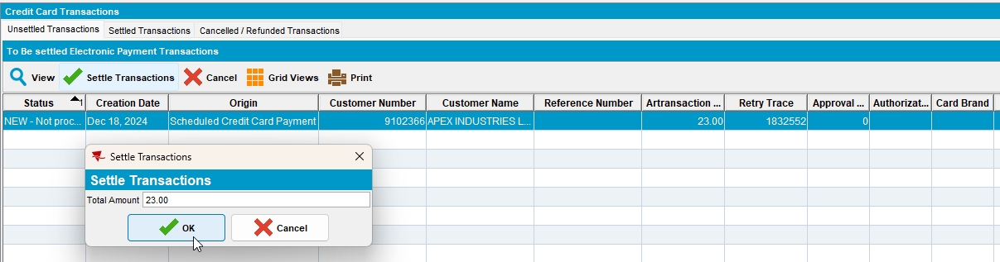 Credit Card Transactions
Unsettled Transactions Settled Transactions Cancelled / Refunded Transactions
To Be settled Electronic Payment Transactions
View Settle Transactions Cancel Grid Views Print
Status 1 Creation Date Origin Customer Number Customer Name Reference Number Artransaction ... Retry Trace Approval ... Authorizat... Card Brand
NEW - Not proc... Dec 18, 2024 Scheduled Credit Card Payment 9102366 APEX INDUSTRIES L... 23.00 1832552 0
Settle Transactions
Settle Transactions
Total Amount 23.00
OK Cancel